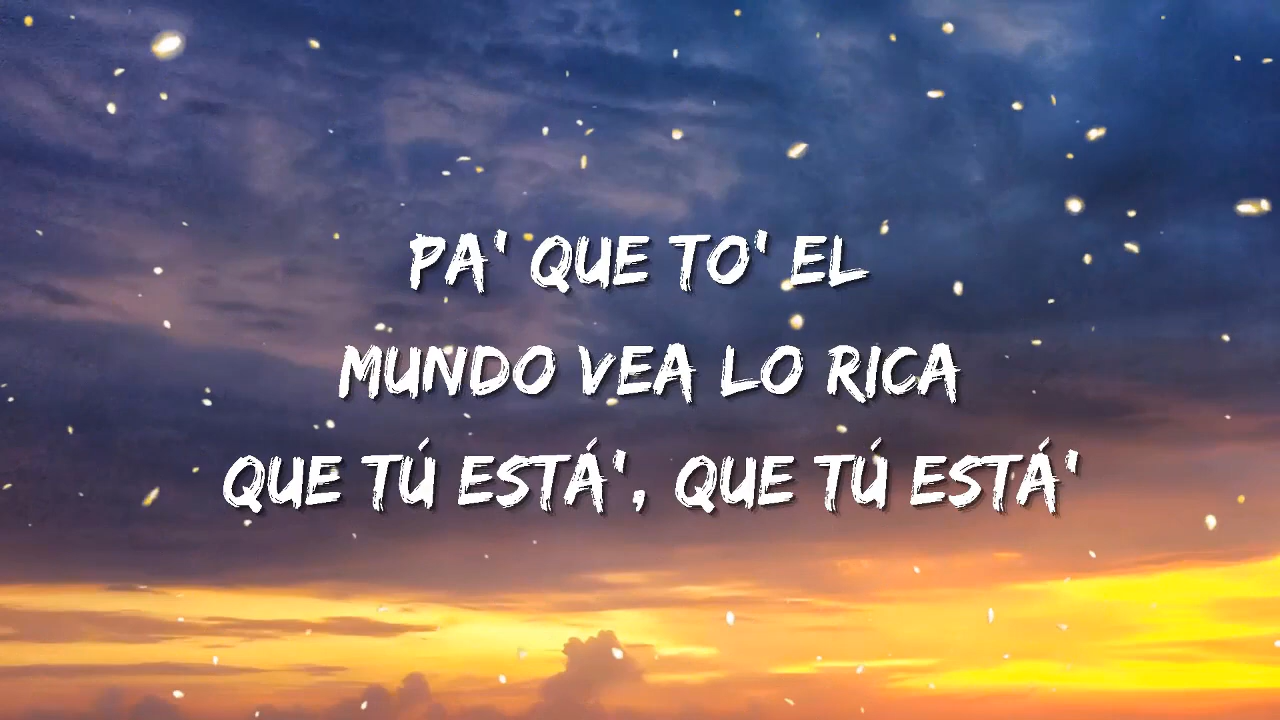 PA' QUE TO' EL
MUNDO VEA LO RICA
QUE TÚ ESTÁ', QUE TÚ ESTÁ'